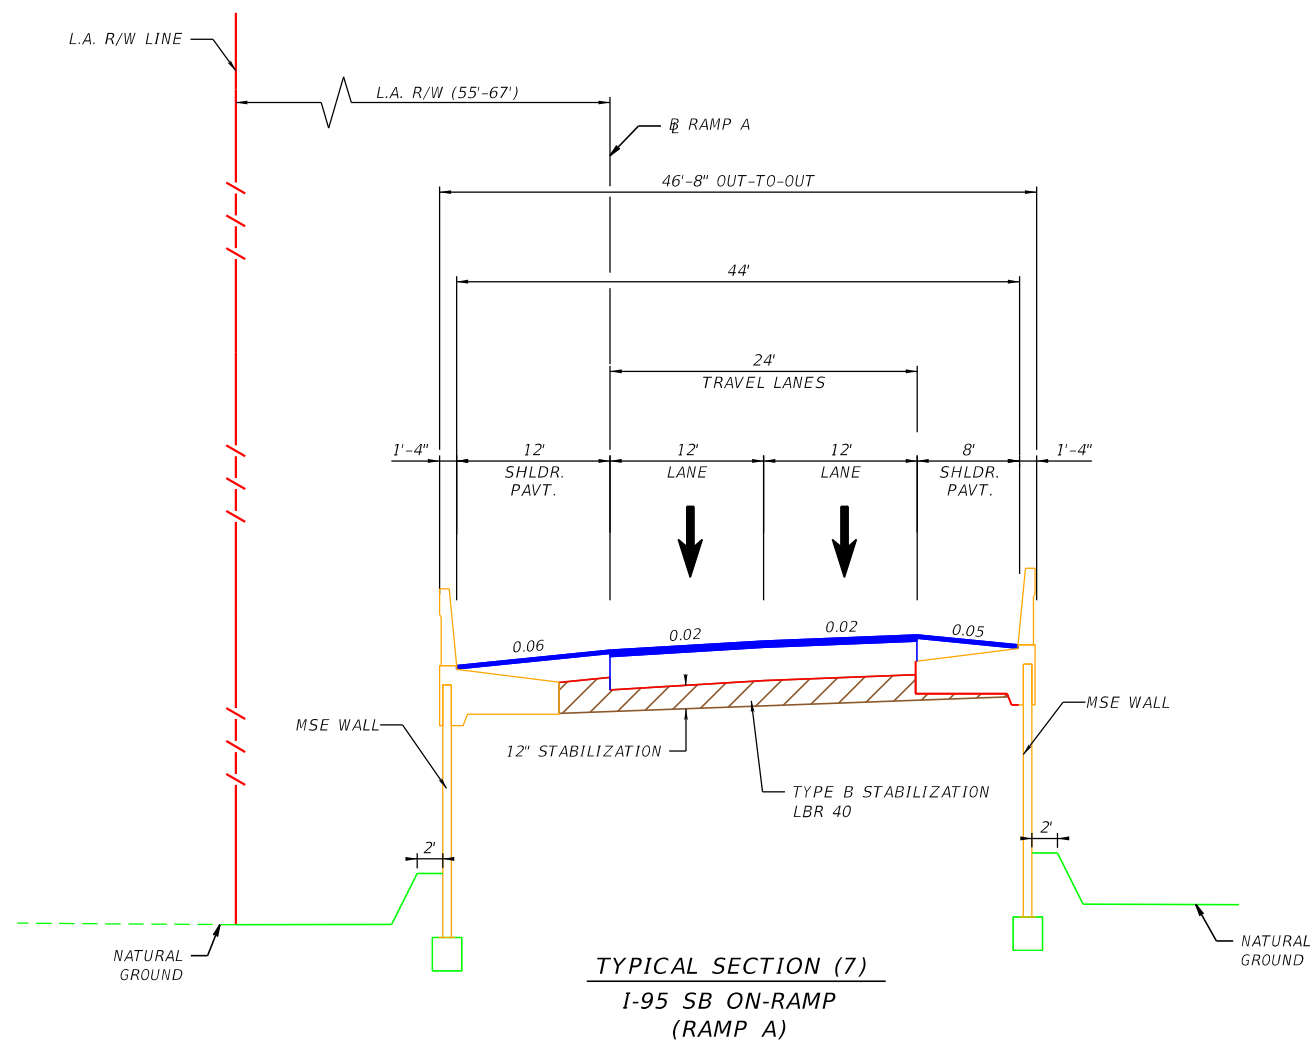 L.A. R/W LINE
L.A. R/W (55'-67')
BL RAMP A
46'-8" OUT-TO-OUT
44'
24'
TRAVEL LANES
1'-4"
12'
12'
12'
8'
1'-4"
SHLDR.
PAVT.
LANE
LANE
SHLDR.
PAVT.
0.06
0.02
0.02
0.05
MSE WALL
MSE WALL
12" STABILIZATION
TYPE B STABILIZATION
LBR 40
2'
2'
NATURAL
GROUND
NATURAL
GROUND
TYPICAL SECTION (7)
I-95 SB ON-RAMP
(RAMP A)